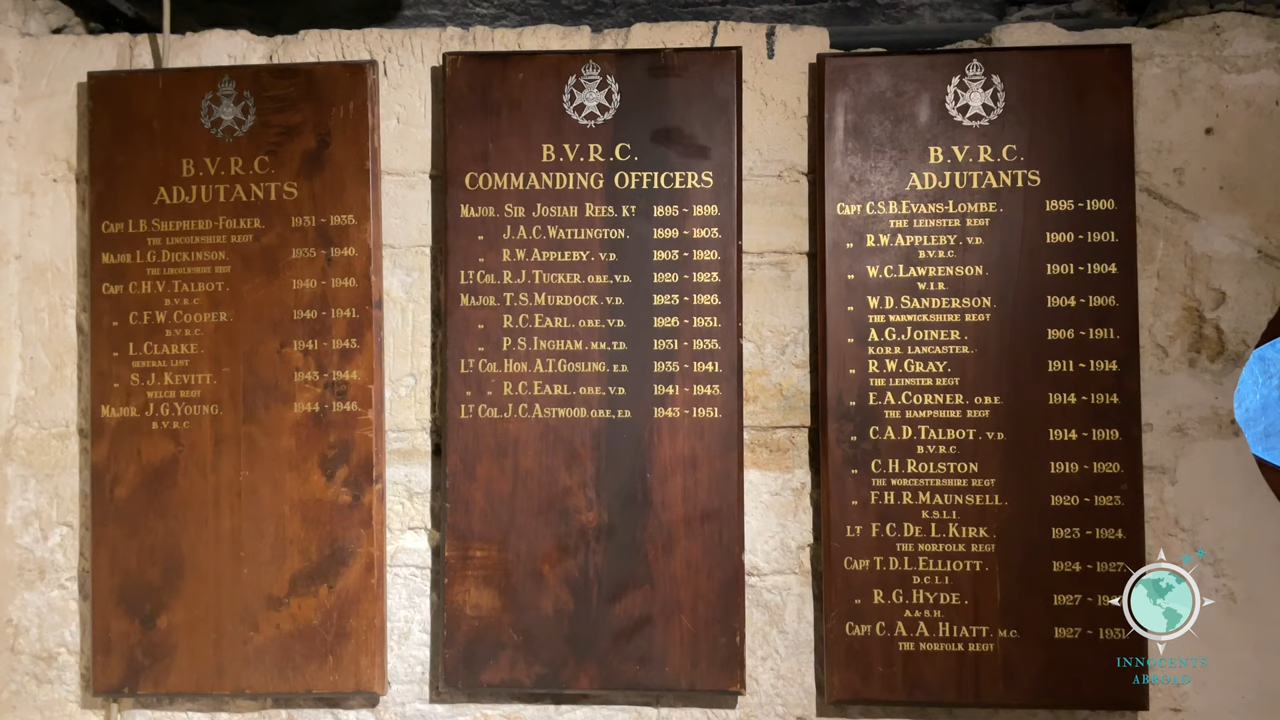 B.V.R.C.
ADJUTANTS
CAPT L.B. SHEPHERD-FOLKER. 1931 ~ 1935.
THE LINCOLNSHIRE REGT
MAJOR L.G. DICKINSON. 1935 ~ 1940.
THE LINCOLNSHIRE REGT
CAPT C.H.V. TALBOT. 1940 ~ 1940.
B.V.R.C.
„ C.F.W. COOPER. 1940 ~ 1941.
B.V.R.C.
„ L. CLARKE. 1941 ~ 1943.
GENERAL LIST
„ S.J. KEVITT. 1943 ~ 1944.
WELCH REGT
MAJOR. J.G. YOUNG. 1944 ~ 1946.
B.V.R.C
B.V.R.C.
COMMANDING OFFICERS
MAJOR. SIR JOSIAH REES. KT 1895 ~ 1899.
„ J.A.C. WATLINGTON. 1899 ~ 1903.
„ R.W. APPLEBY. V.D. 1903 ~ 1920.
LT COL. R.J. TUCKER. O.B.E., V.D. 1920 ~ 1923.
MAJOR. T.S. MURDOCK. V.D. 1923 ~ 1926.
„ R.C. EARL. O.B.E., V.D. 1926 ~ 1931.
„ P.S. INGHAM. M.M., T.D. 1931 ~ 1935.
LT COL. HON. A.T. GOSLING. E.D. 1935 ~ 1941.
„ „ R.C. EARL. O.B.E., V.D. 1941 ~ 1943.
LT COL. J.C. ASTWOOD. O.B.E., E.D. 1943 ~ 1951.
B.V.R.C.
ADJUTANTS
CAPT C.S.B. EVANS-LOMBE. 1895 ~ 1900.
THE LEINSTER REGT
„ R.W. APPLEBY. V.D. 1900 ~ 1901.
B.V.R.C.
„ W.C. LAWRENSON. 1901 ~ 1904.
W.I.R.
„ W.D. SANDERSON. 1904 ~ 1906.
THE WARWICKSHIRE REGT
„ A.G. JOINER. 1906 ~ 1911.
K.O.R.R. LANCASTER.
„ R.W. GRAY. 1911 ~ 1914.
THE LEINSTER REGT
„ E.A. CORNER. O.B.E. 1914 ~ 1914.
THE HAMPSHIRE REGT
„ C.A.D. TALBOT. V.D. 1914 ~ 1919.
B.V.R.C.
„ C.H. ROLSTON 1919 ~ 1920.
THE WORCESTERSHIRE REGT
„ F.H.R. MAUNSELL. 1920 ~ 1923.
K.S.L.I.
LT F.C. DE. L. KIRK. 1923 ~ 1924.
THE NORFOLK REGT
CAPT T.D.L. ELLIOTT. 1924 ~ 1927.
D.C.L.I.
„ R.G. HYDE. 1927 ~
A.&S.H.
CAPT C.A.A. HIATT. M.C. 1927 ~ 1931.
THE NORFOLK REGT
INNOCENTS
ABROAD